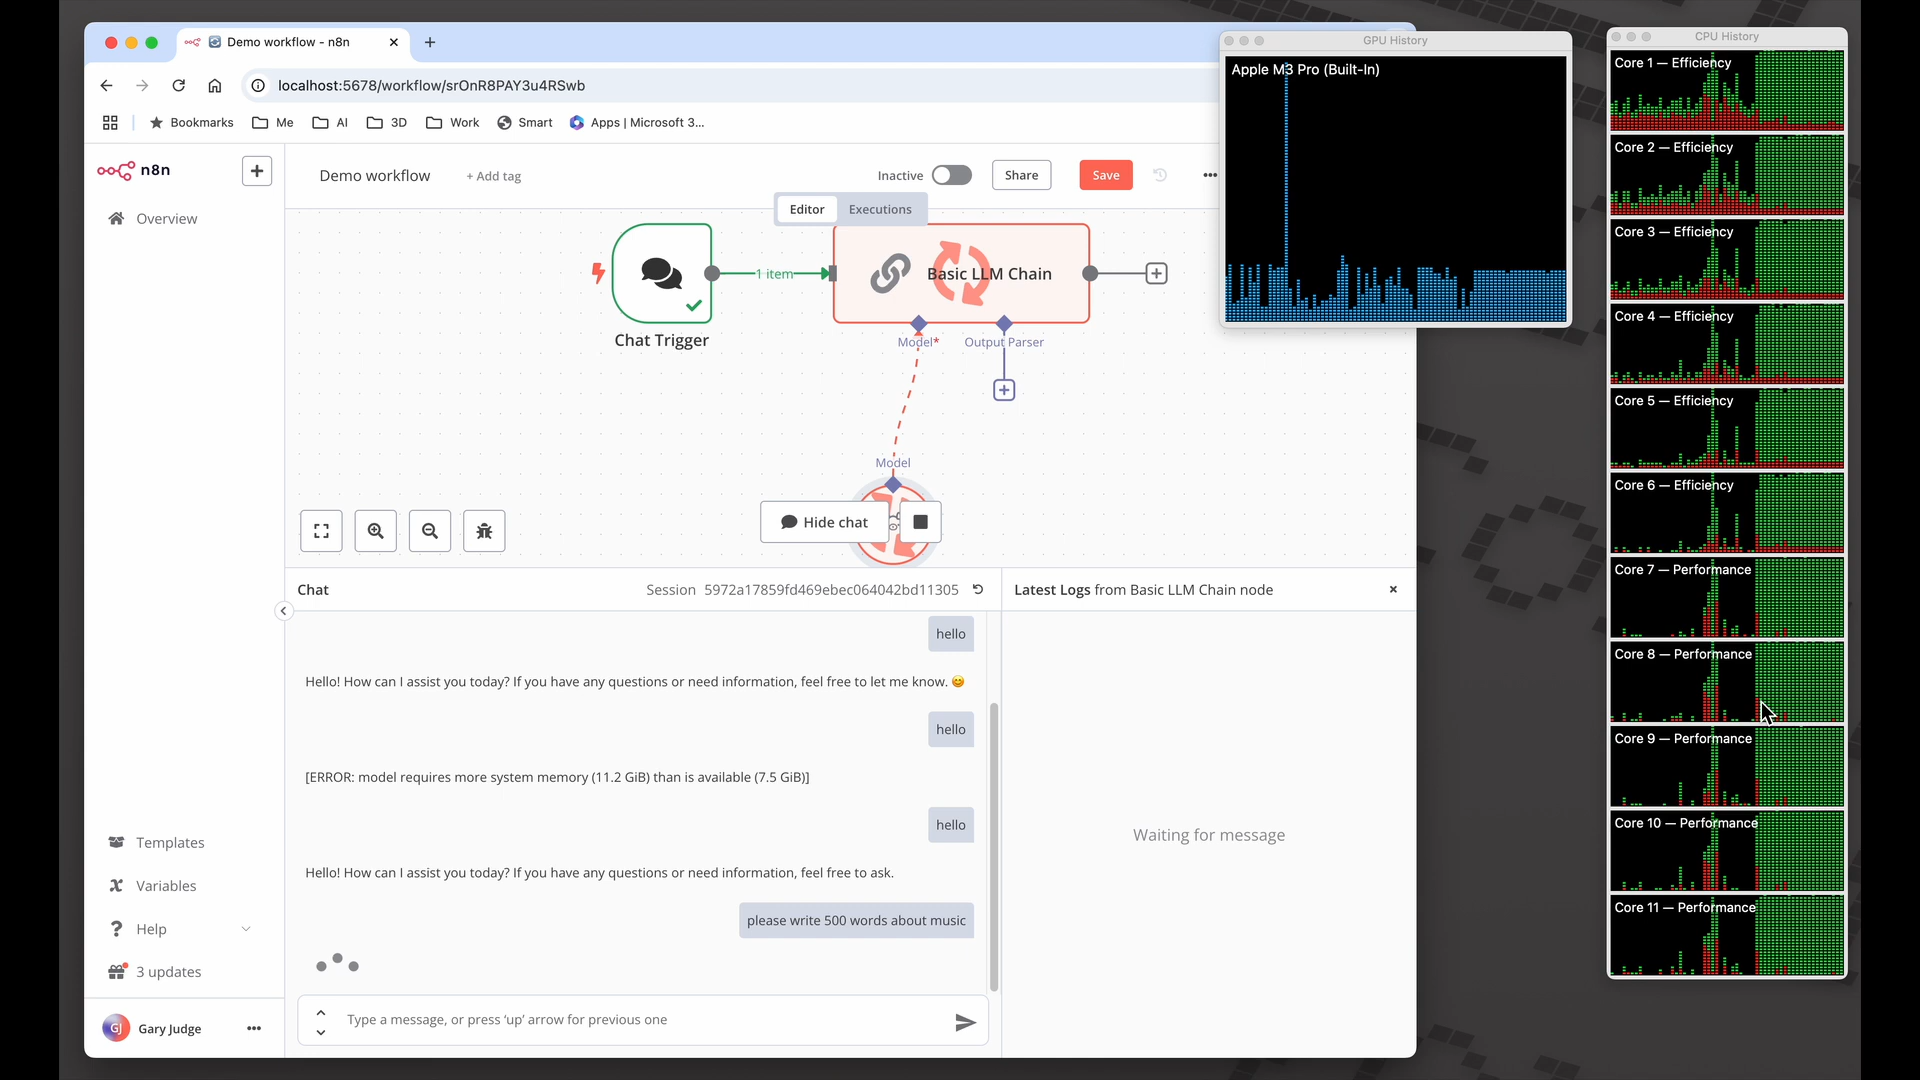 Demo workflow - n8n
localhost:5678/workflow/srOnR8PAY3u4RSwb
Bookmarks Me AI 3D Work Smart Apps | Microsoft 3...
n8n
Overview
Demo workflow + Add tag Inactive Share Save
Editor Executions
1 item
Basic LLM Chain
Chat Trigger
Model* Output Parser
Model
Hide chat
Chat
Session 5972a17859fd469ebec064042bd11305
Latest Logs from Basic LLM Chain node
hello
Hello! How can I assist you today? If you have any questions or need information, feel free to let me know. 😊
hello
[ERROR: model requires more system memory (11.2 GiB) than is available (7.5 GiB)]
hello
Hello! How can I assist you today? If you have any questions or need information, feel free to ask.
please write 500 words about music
Waiting for message
Type a message, or press ‘up’ arrow for previous one
Templates
Variables
Help
3 updates
GJ Gary Judge
GPU History
Apple M3 Pro (Built-In)
CPU History
Core 1 — Efficiency
Core 2 — Efficiency
Core 3 — Efficiency
Core 4 — Efficiency
Core 5 — Efficiency
Core 6 — Efficiency
Core 7 — Performance
Core 8 — Performance
Core 9 — Performance
Core 10 — Performance
Core 11 — Performance